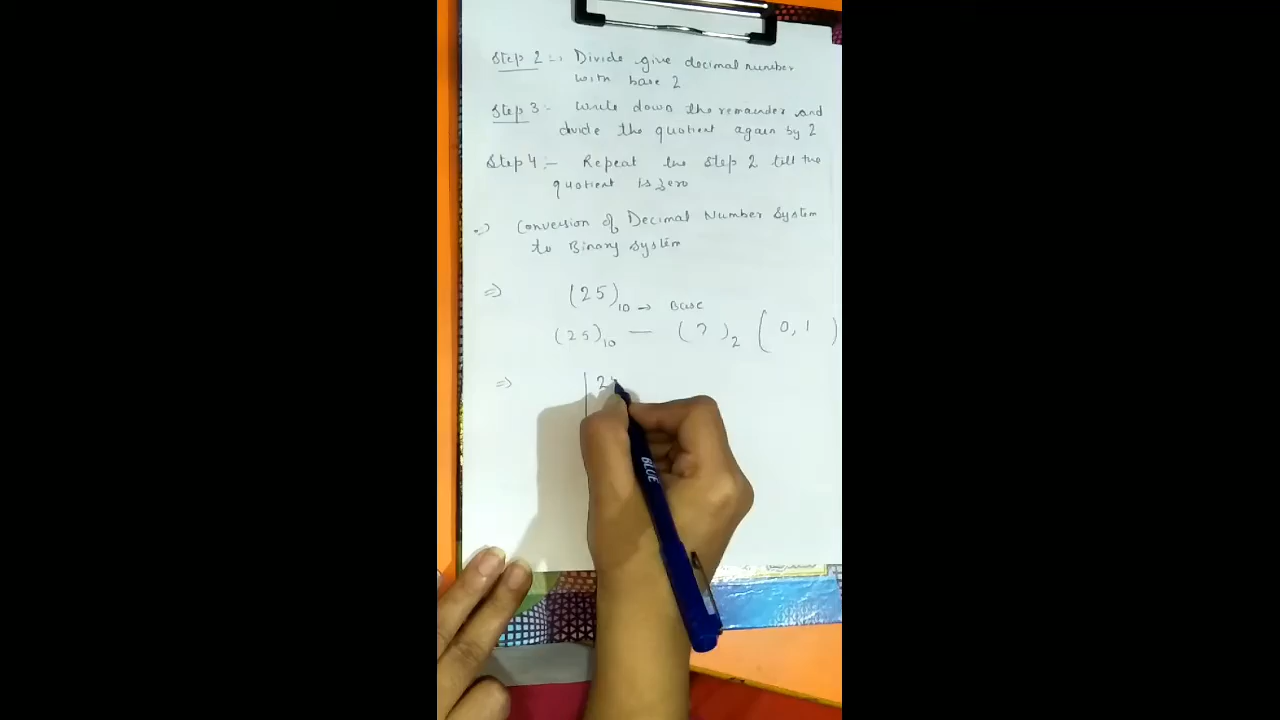 Step 2:- Divide give decimal number
with base 2
Step 3:- Write down the remainder and
divide the quotient again by 2
Step 4:- Repeat the step 2 till the
quotient is zero
=> Conversion of Decimal Number System
to Binary System
=> (25)10 → Base
(25)10 — (?)2 (0,1)
=> 2
BLUE